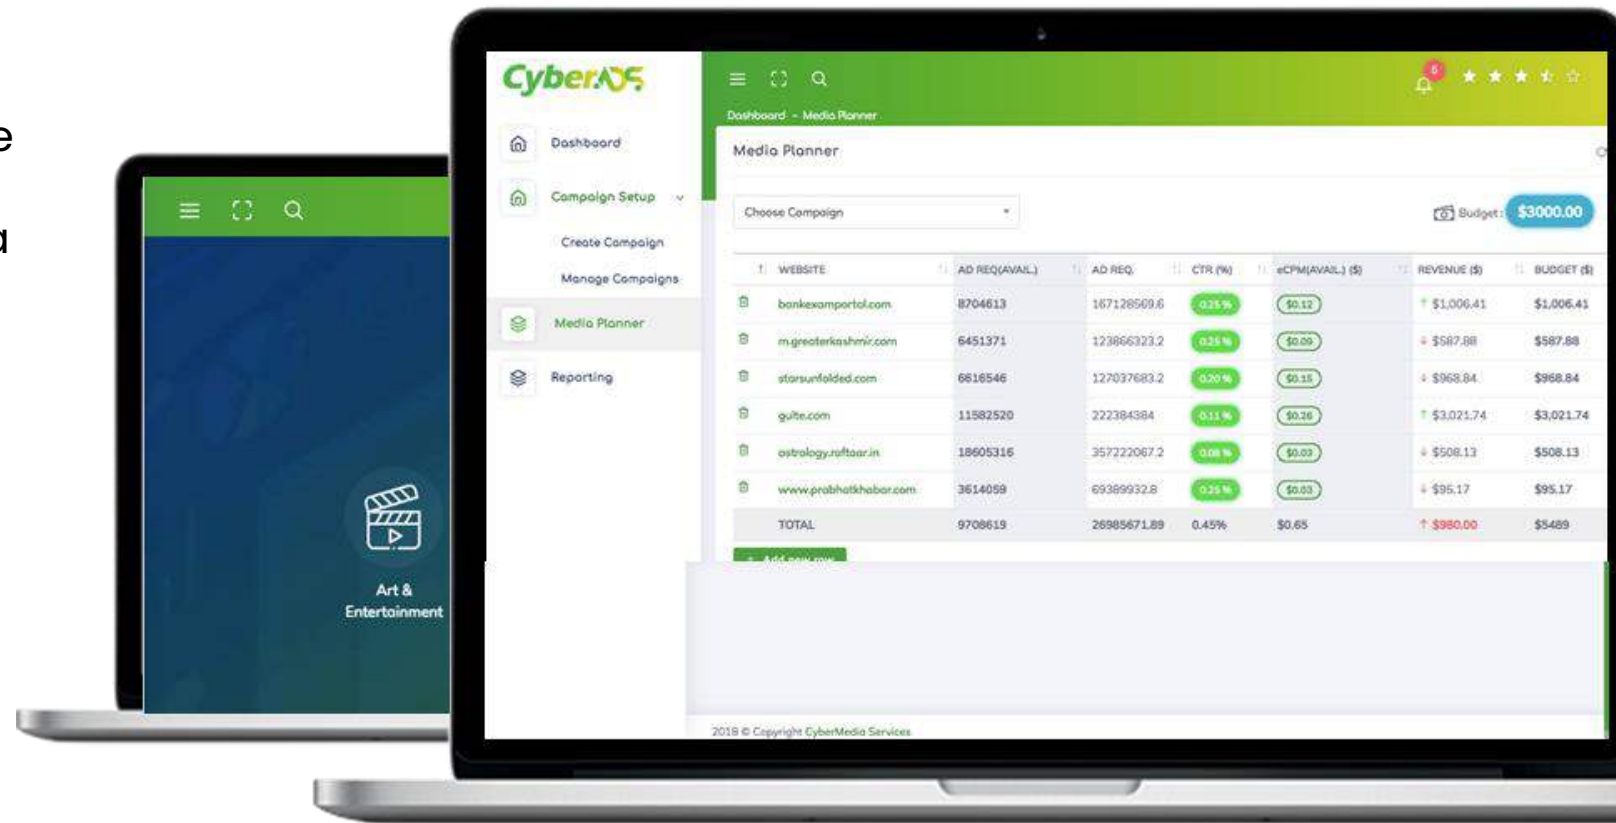 e
a
Art &
Entertainment
CyberADS
6
Dashboard - Media Planner
Dashboard
Campaign Setup
Create Campaign
Manage Campaigns
Media Planner
Reporting
Media Planner
Choose Campaign
Budget: $3000.00
WEBSITE AD REQ(AVAIL.) AD REQ. CTR (%) eCPM(AVAIL.) ($) REVENUE ($) BUDGET ($)
bankexamportal.com 8704613 167128569.6 0.25 % $0.12 ↑ $1,006.41 $1,006.41
m.greaterkashmir.com 6451371 123866323.2 0.25 % $0.09 ↓ $587.88 $587.88
starsunfolded.com 6616546 127037683.2 0.20 % $0.15 ↓ $968.84 $968.84
gulte.com 11582520 222384384 0.11 % $0.26 ↑ $3,021.74 $3,021.74
astrology.raftaar.in 18605316 357222067.2 0.08 % $0.03 ↓ $508.13 $508.13
www.prabhatkhabar.com 3614059 69389932.8 0.25 % $0.03 ↓ $95.17 $95.17
TOTAL 9708619 26985671.89 0.45% $0.65 ↑ $980.00 $5489
+ Add new row
2018 © Copyright CyberMedia Services